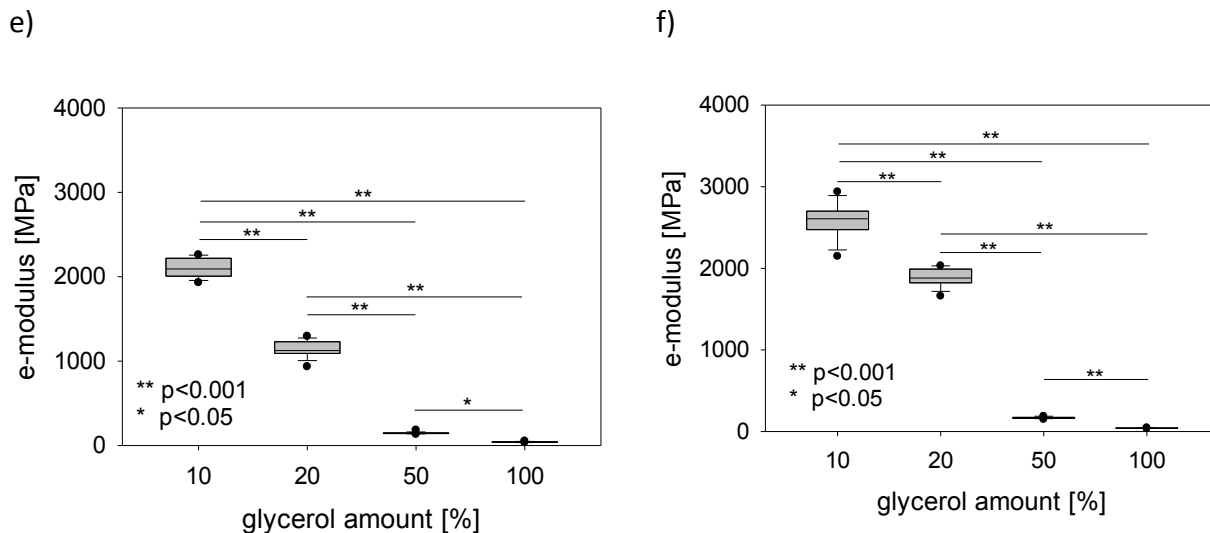 e)
4000
3000
2000
1000
0
e-modulus [MPa]
**
**
**
**
**
*
** p<0.001
* p<0.05
10 20 50 100
glycerol amount [%]
f)
4000
3000
2000
1000
0
e-modulus [MPa]
**
**
**
**
**
**
** p<0.001
* p<0.05
10 20 50 100
glycerol amount [%]